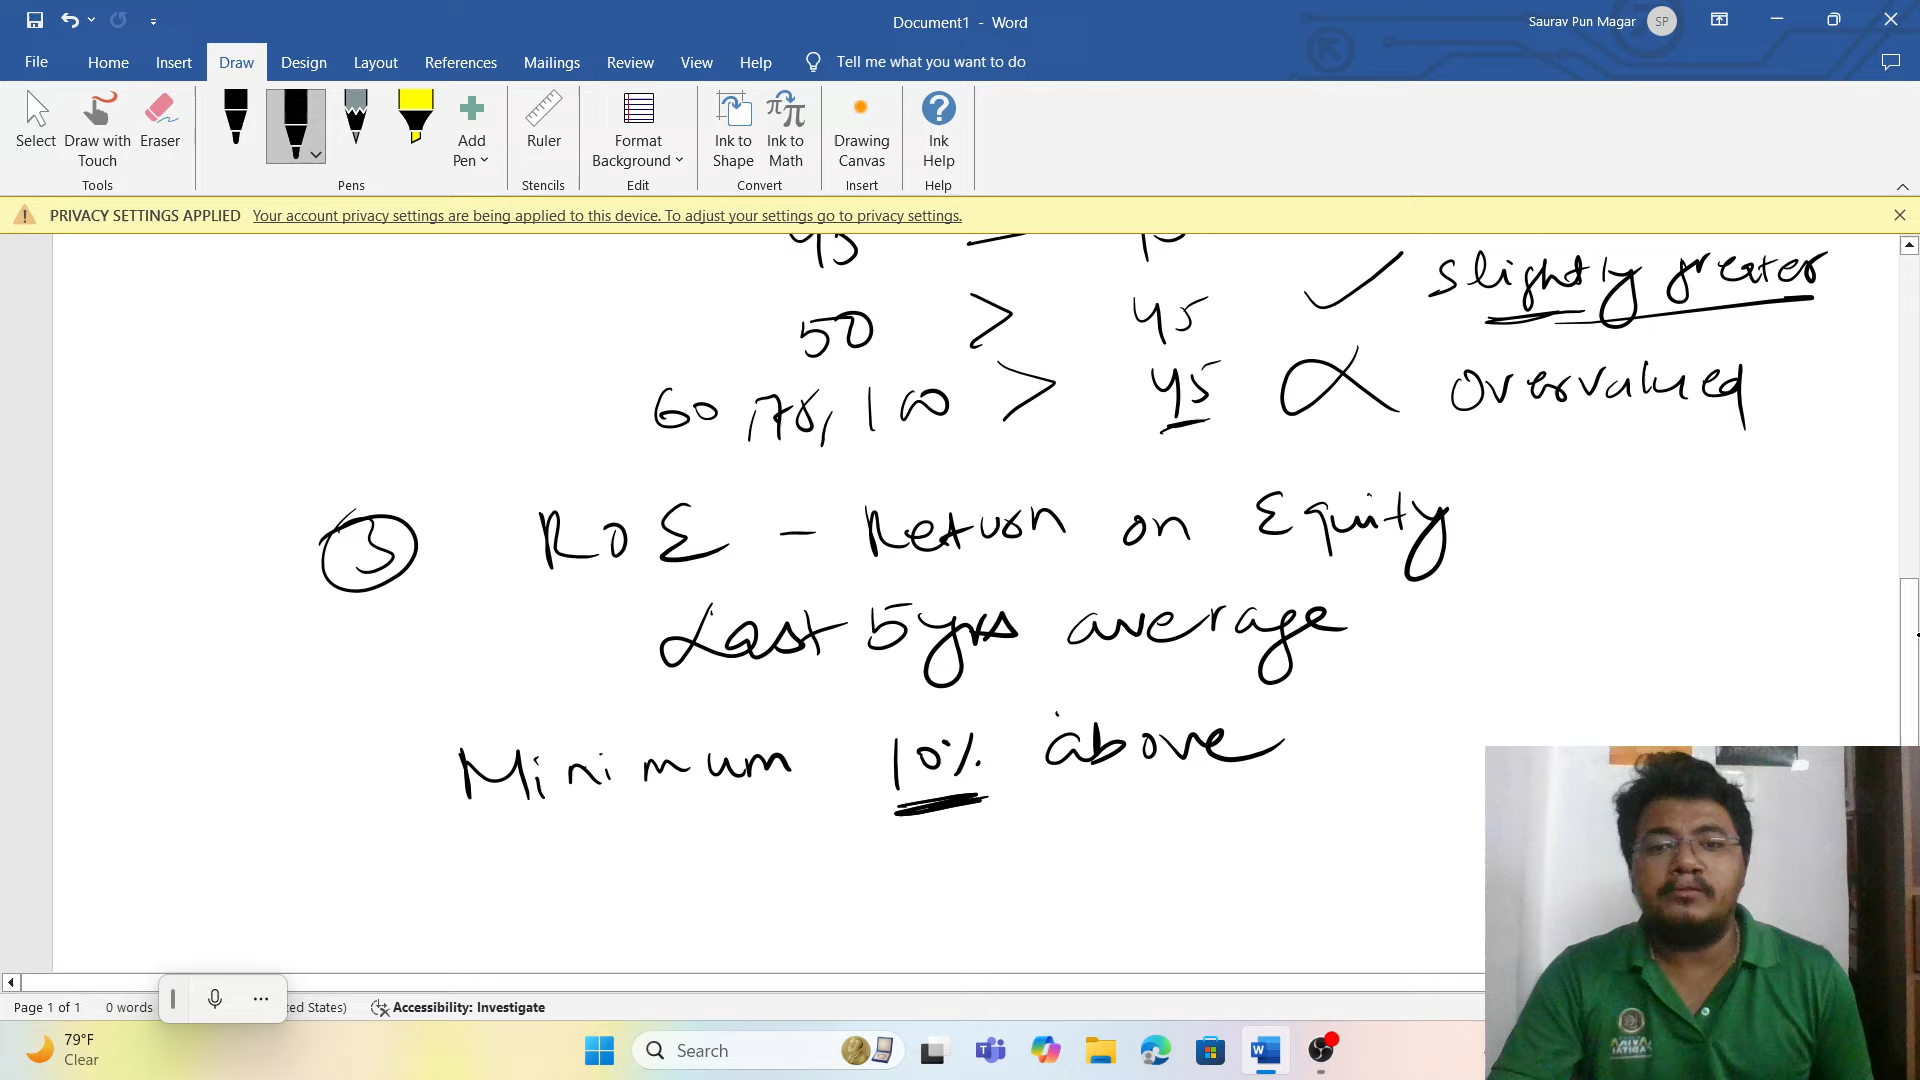 Document1 - Word
Saurav Pun Magar SP
File Home Insert Draw Design Layout References Mailings Review View Help Tell me what you want to do
Select Draw with Touch Eraser Add Pen Ruler Format Background Ink to Shape Ink to Math Drawing Canvas Ink Help
Tools Pens Stencils Edit Convert Insert Help
PRIVACY SETTINGS APPLIED Your account privacy settings are being applied to this device. To adjust your settings go to privacy settings.
slightly greater
50 > 45
60, 75, 100 > 45 overvalued
3 ROE - Return on Equity
Last 5yrs average
Minimum 10% above
Page 1 of 1 0 words ed States) Accessibility: Investigate
79°F
Clear
Search